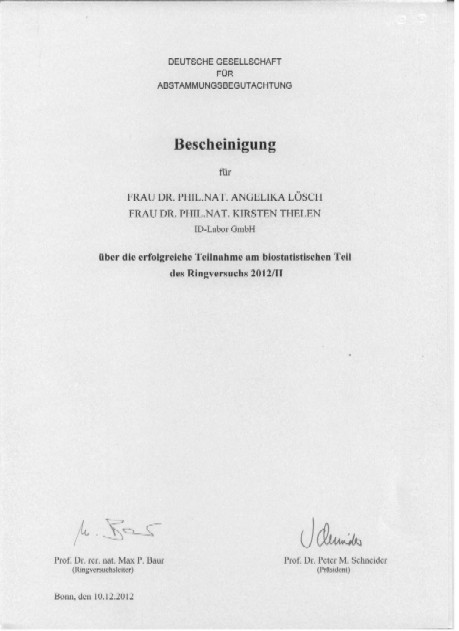 DEUTSCHE GESELLSCHAFT
FÜR
ABSTAMMUNGSBEGUTACHTUNG
Bescheinigung
für
FRAU DR. PHIL.NAT. ANGELIKA LÖSCH
FRAU DR. PHIL.NAT. KIRSTEN THELEN
ID-Labor GmbH
über die erfolgreiche Teilnahme am biostatistischen Teil
des Ringversuchs 2012/II
M. Baur
Schneider
Prof. Dr. rer. nat. Max P. Baur
Prof. Dr. Peter M. Schneider
(Ringversuchsleiter)
(Präsident)
Bonn, den 10.12.2012